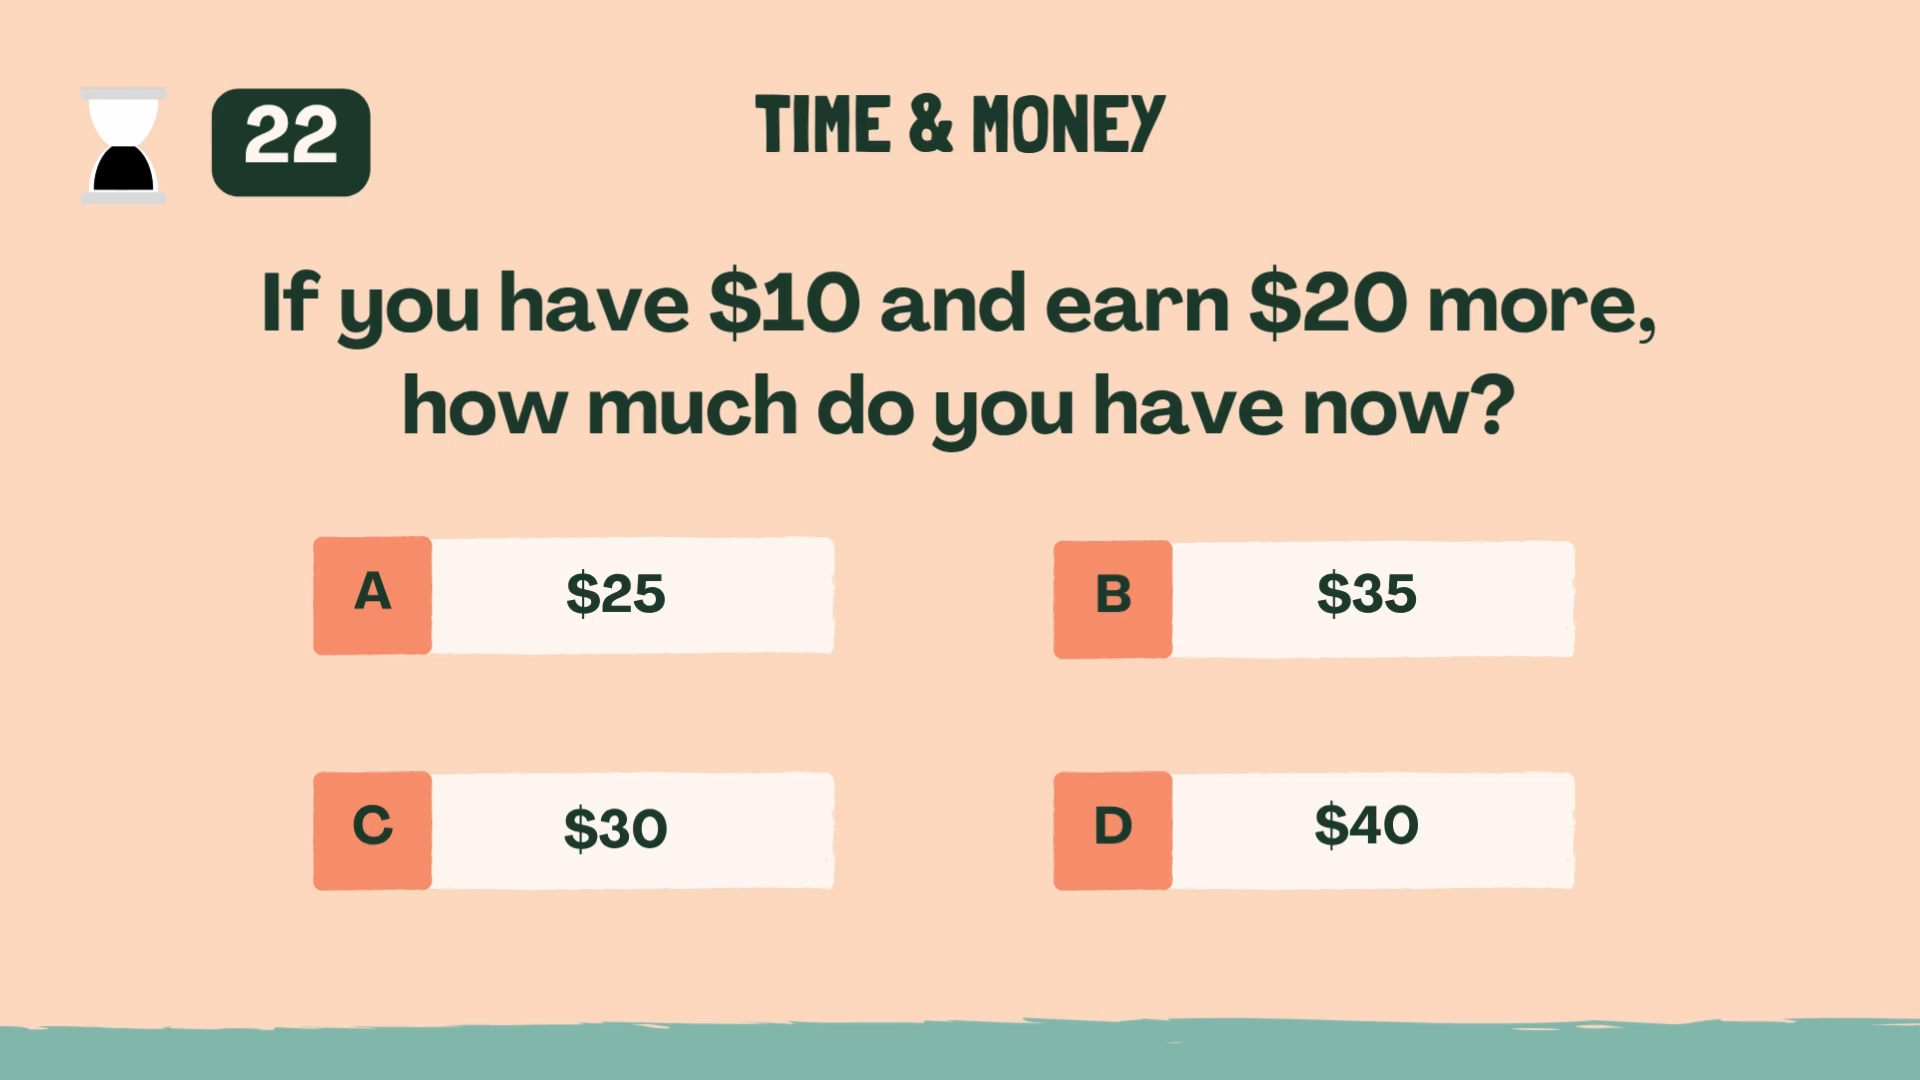 22
TIME & MONEY
If you have $10 and earn $20 more,
how much do you have now?
A $25
B $35
C $30
D $40